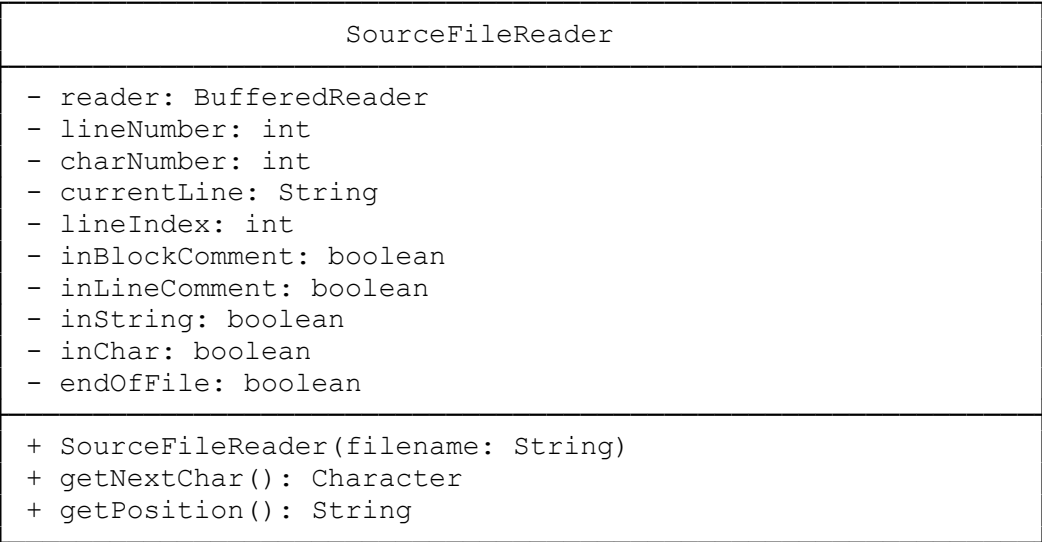 SourceFileReader
- reader: BufferedReader
- lineNumber: int
- charNumber: int
- currentLine: String
- lineIndex: int
- inBlockComment: boolean
- inLineComment: boolean
- inString: boolean
- inChar: boolean
- endOfFile: boolean
+ SourceFileReader(filename: String)
+ getNextChar(): Character
+ getPosition(): String